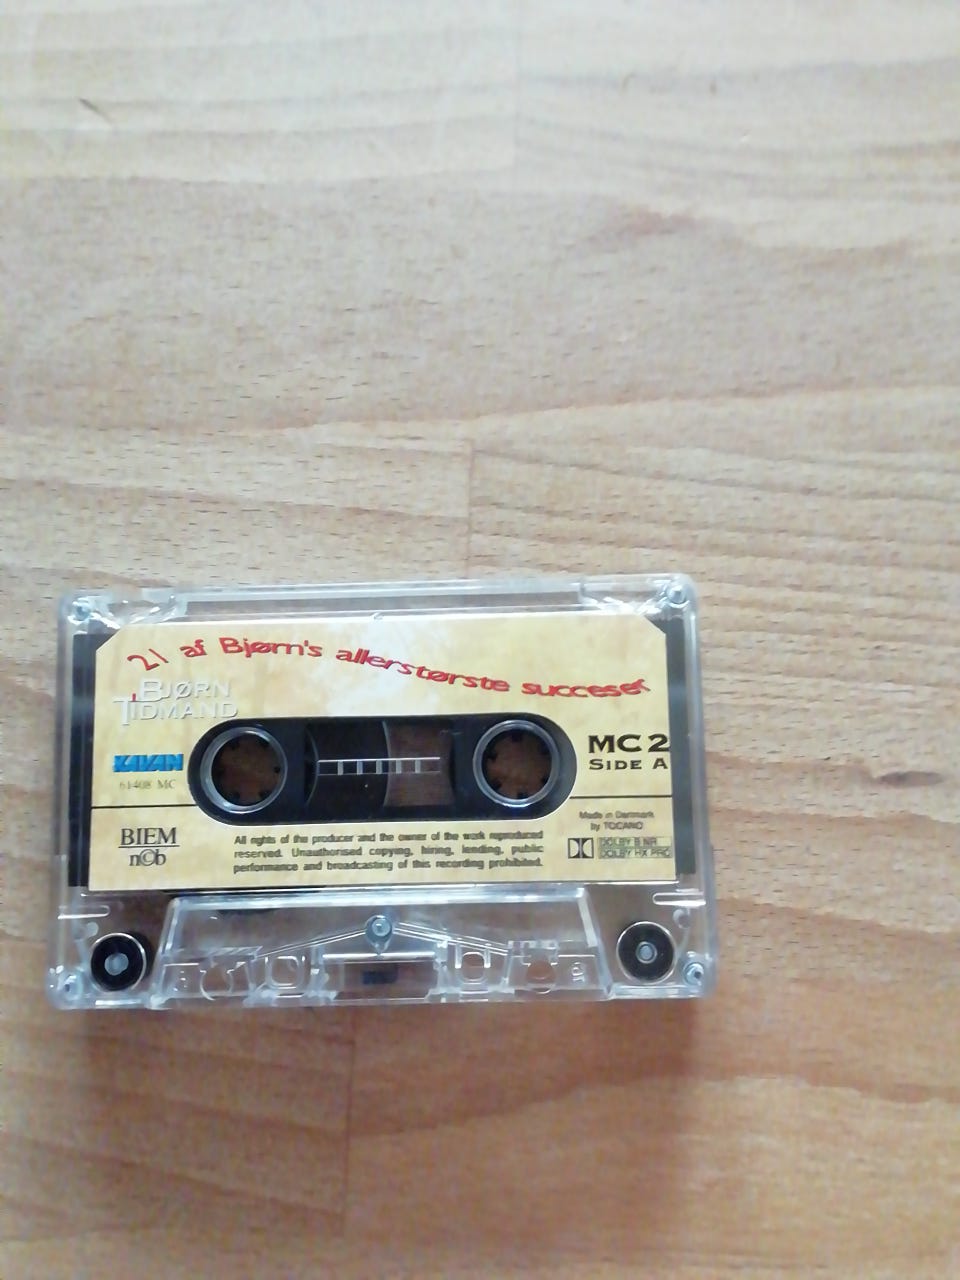 21 af Bjørn's allerstørste succeser
BJØRN
TIDMAND
MC 2
SIDE A
KAVAN
61408 MC
BIEM
n©b
All rights of the producer and the owner of the work reproduced
reserved. Unauthorised copying, hiring, lending, public
performance and broadcasting of this recording prohibited.
Made in Danmark
by TOCANO
DOLBY B NR
DOLBY HX PRO